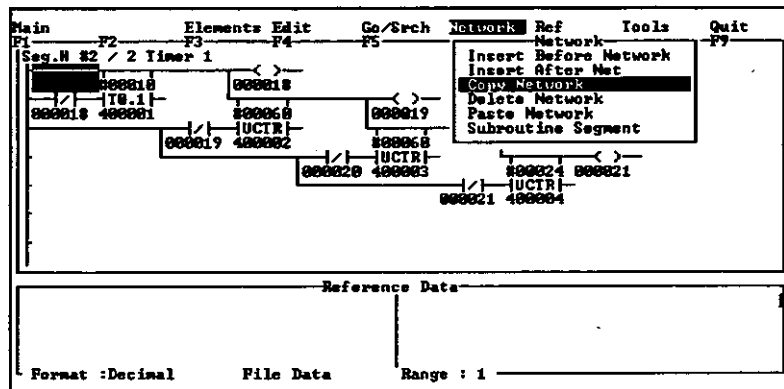 Main Elements Edit Go/Srch Network Ref Tools Quit
F1 F2 F3 F4 F5 Network F9
Seg.N #2 / 2 Timer 1
Insert Before Network
Insert After Net
Copy Network
Delete Network
Paste Network
Subroutine Segment
#00010 000018
T0.1
000018 400001 #00060 000019
UCTR
000019 400002 #00060
UCTR #00024 000021
000020 400003
UCTR
000021 400004
Reference Data
Format :Decimal File Data Range : 1